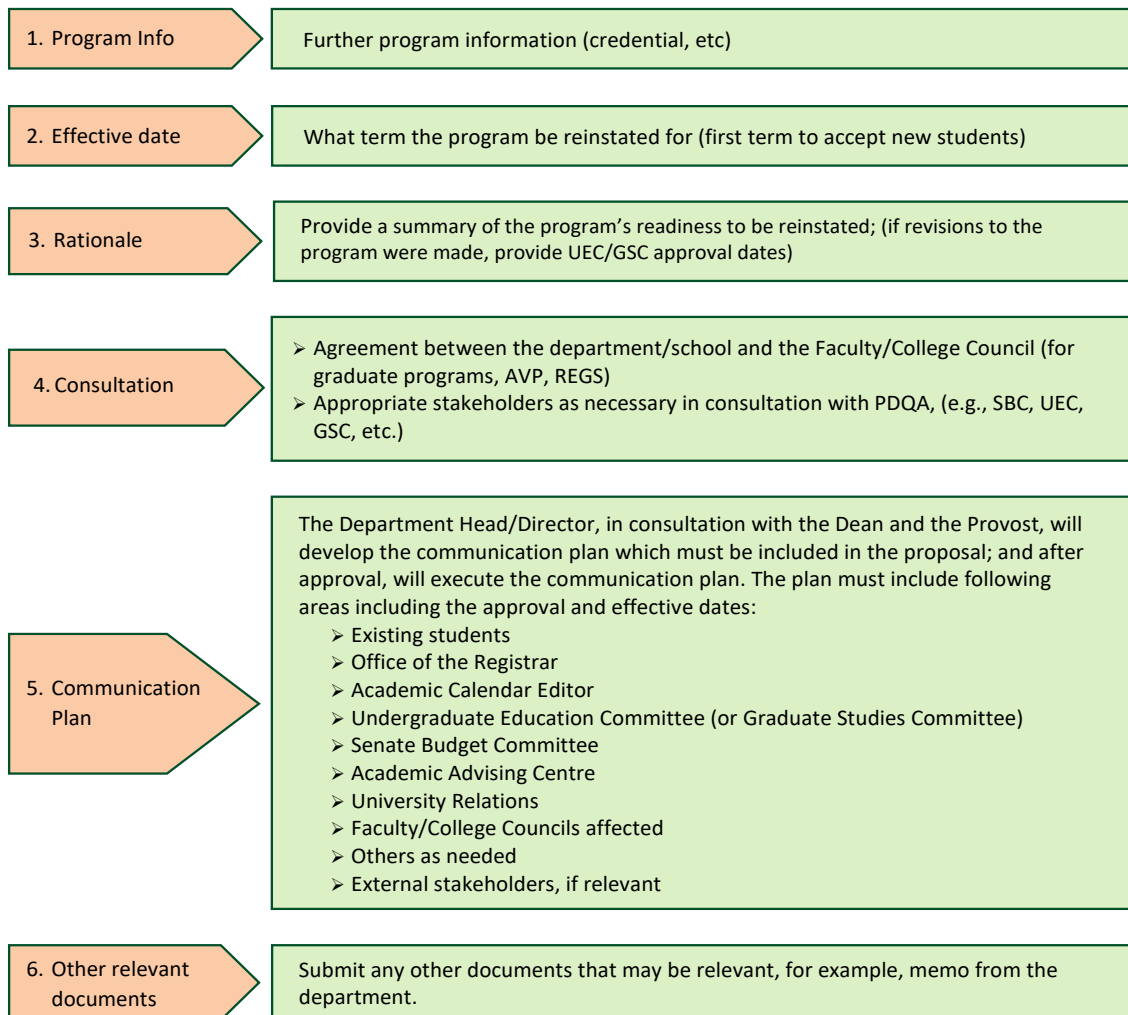 1. Program Info
Further program information (credential, etc)
2. Effective date
What term the program be reinstated for (first term to accept new students)
3. Rationale
Provide a summary of the program's readiness to be reinstated; (if revisions to the
program were made, provide UEC/GSC approval dates)
4. Consultation
➢ Agreement between the department/school and the Faculty/College Council (for
graduate programs, AVP, REGS)
➢ Appropriate stakeholders as necessary in consultation with PDQA, (e.g., SBC, UEC,
GSC, etc.)
5. Communication
Plan
The Department Head/Director, in consultation with the Dean and the Provost, will
develop the communication plan which must be included in the proposal; and after
approval, will execute the communication plan. The plan must include following
areas including the approval and effective dates:
➢ Existing students
➢ Office of the Registrar
➢ Academic Calendar Editor
➢ Undergraduate Education Committee (or Graduate Studies Committee)
➢ Senate Budget Committee
➢ Academic Advising Centre
➢ University Relations
➢ Faculty/College Councils affected
➢ Others as needed
➢ External stakeholders, if relevant
6. Other relevant
documents
Submit any other documents that may be relevant, for example, memo from the
department.